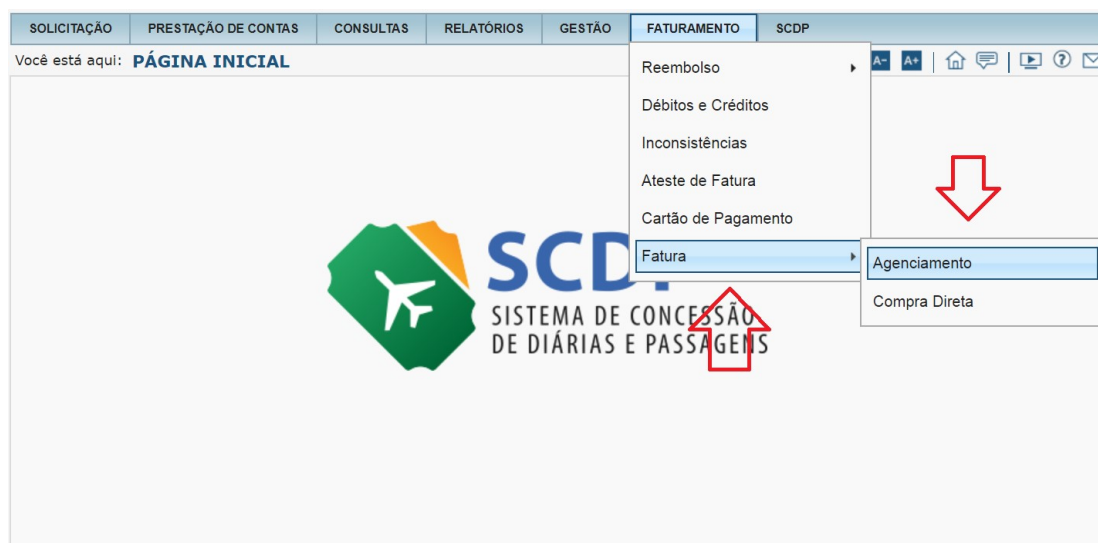 SOLICITAÇÃO PRESTAÇÃO DE CONTAS CONSULTAS RELATÓRIOS GESTÃO FATURAMENTO SCDP
Você está aqui: PÁGINA INICIAL
A- A+
Reembolso
Débitos e Créditos
Inconsistências
Ateste de Fatura
Cartão de Pagamento
Fatura
Agenciamento
Compra Direta
SCD
SISTEMA DE CONCESSÃO
DE DIÁRIAS E PASSAGENS